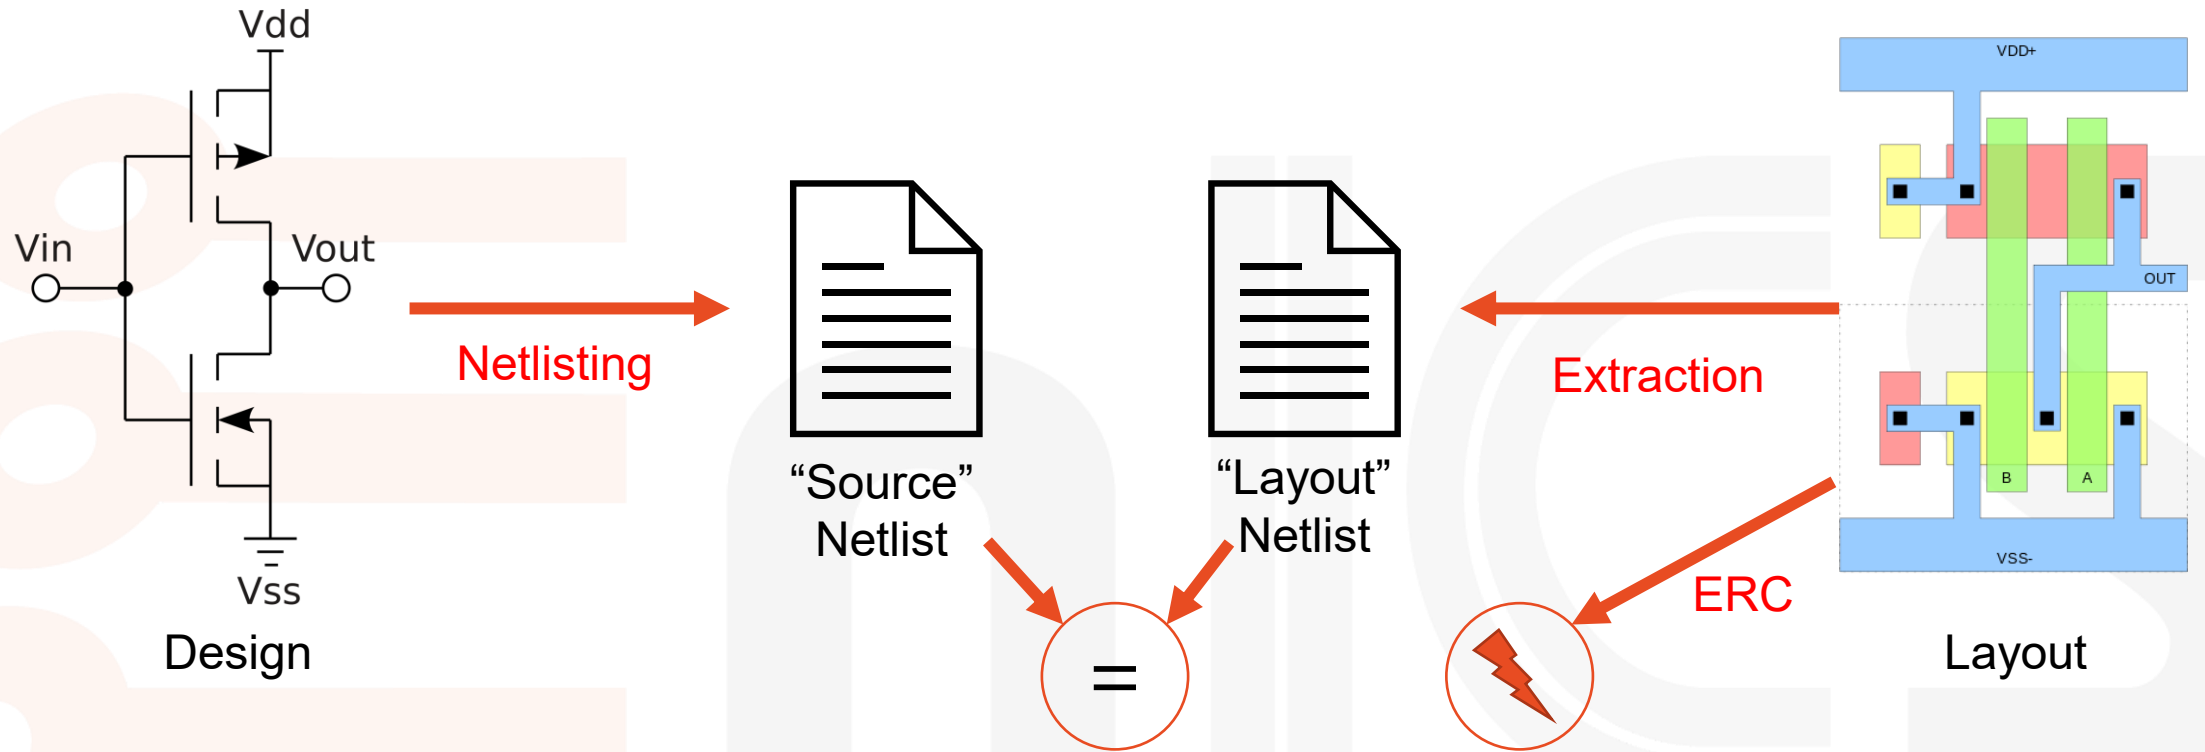 Vdd
Vin
Vout
Vss
Design
Netlisting
“Source”
Netlist
“Layout”
Netlist
=
Extraction
ERC
VDD+
OUT
B
A
VSS-
Layout